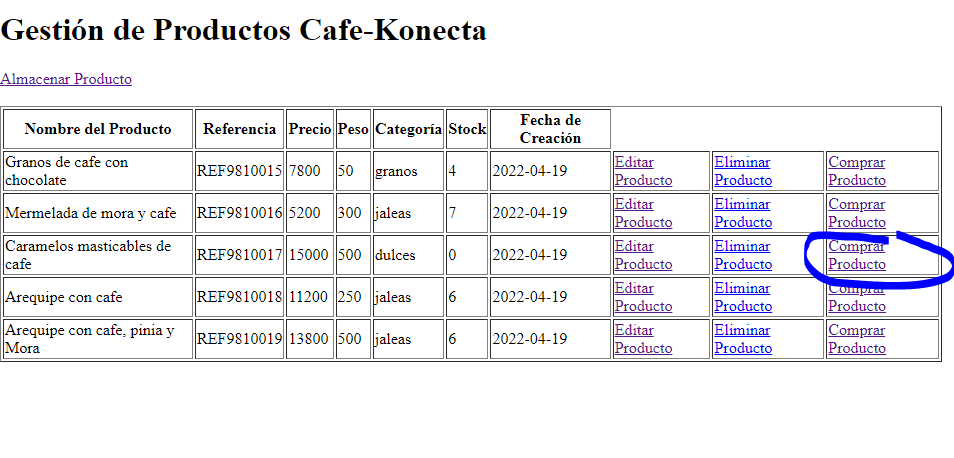 Gestión de Productos Cafe-Konecta
Almacenar Producto
Nombre del Producto Referencia Precio Peso Categoría Stock Fecha de Creación
Granos de cafe con chocolate REF9810015 7800 50 granos 4 2022-04-19 Editar Producto Eliminar Producto Comprar Producto
Mermelada de mora y cafe REF9810016 5200 300 jaleas 7 2022-04-19 Editar Producto Eliminar Producto Comprar Producto
Caramelos masticables de cafe REF9810017 15000 500 dulces 0 2022-04-19 Editar Producto Eliminar Producto Comprar Producto
Arequipe con cafe REF9810018 11200 250 jaleas 6 2022-04-19 Editar Producto Eliminar Producto Comprar Producto
Arequipe con cafe, pinia y Mora REF9810019 13800 500 jaleas 6 2022-04-19 Editar Producto Eliminar Producto Comprar Producto